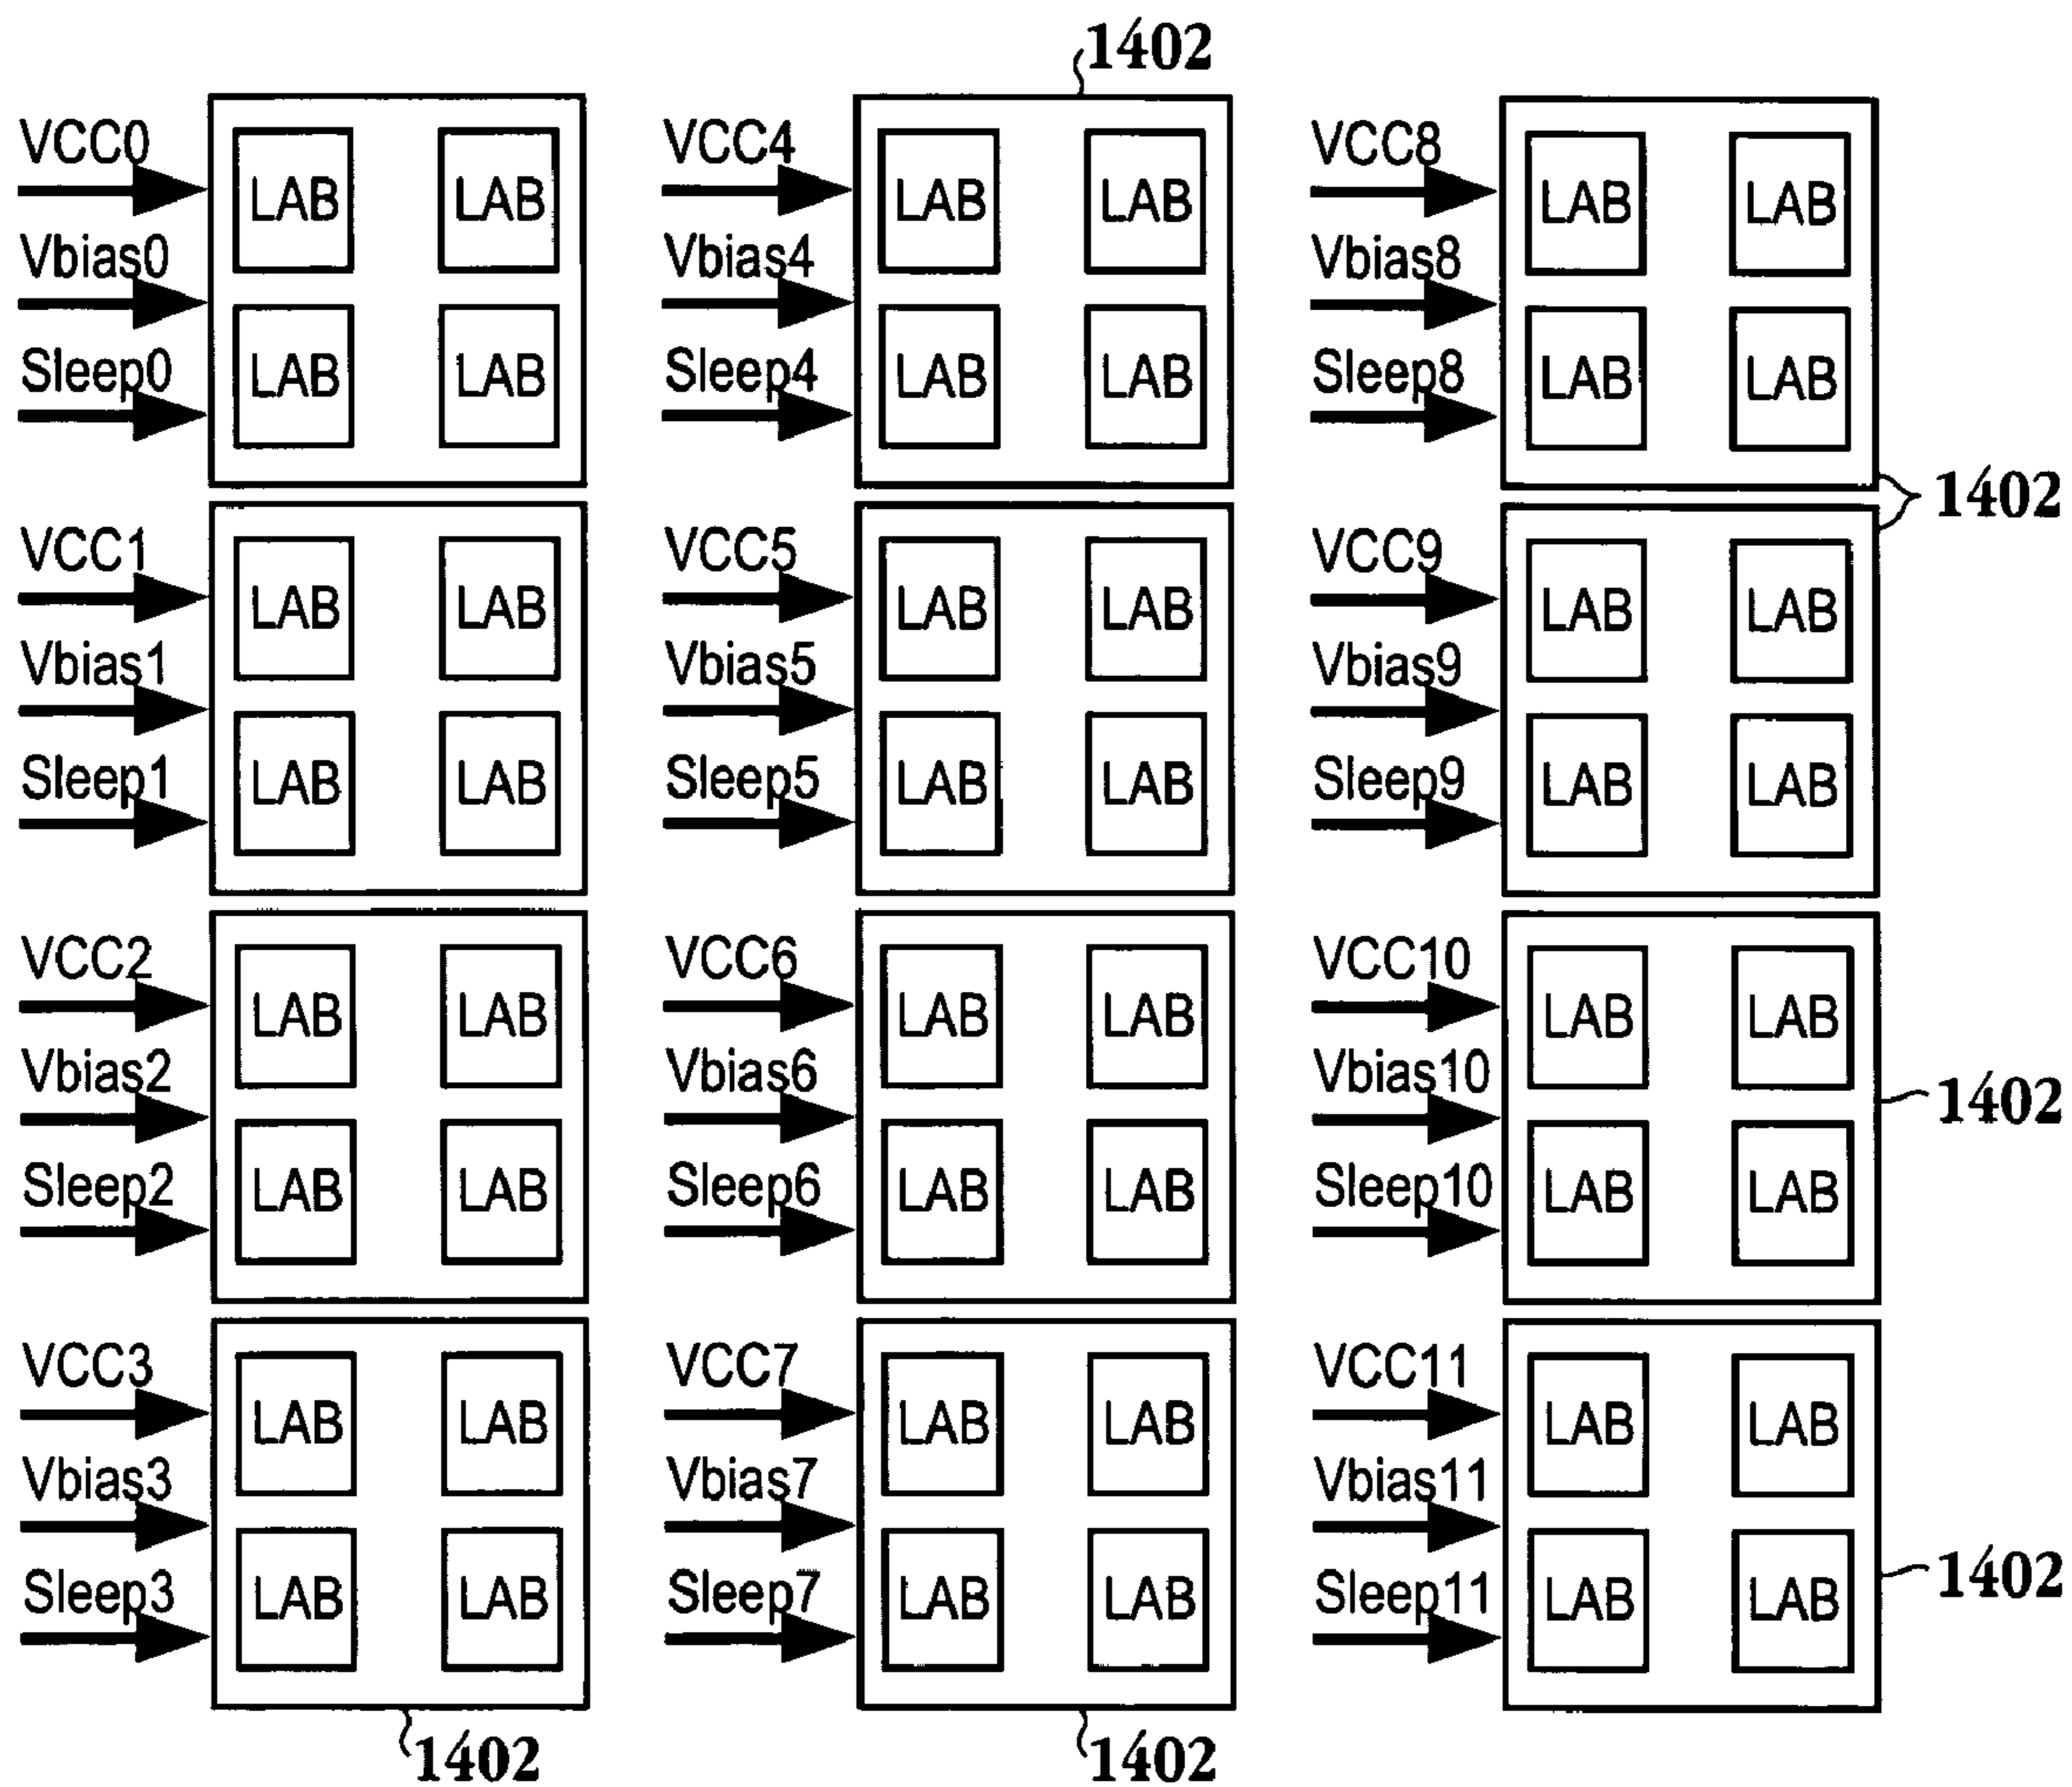 1402
VCC0
LAB LAB
Vbias0
Sleep0
LAB LAB
VCC4
LAB LAB
Vbias4
Sleep4
LAB LAB
VCC8
LAB LAB
Vbias8
Sleep8
LAB LAB
1402
VCC1
LAB LAB
Vbias1
Sleep1
LAB LAB
VCC5
LAB LAB
Vbias5
Sleep5
LAB LAB
VCC9
LAB LAB
Vbias9
Sleep9
LAB LAB
VCC2
LAB LAB
Vbias2
Sleep2
LAB LAB
VCC6
LAB LAB
Vbias6
Sleep6
LAB LAB
VCC10
LAB LAB
Vbias10
1402
Sleep10
LAB LAB
VCC3
LAB LAB
Vbias3
Sleep3
LAB LAB
VCC7
LAB LAB
Vbias7
Sleep7
LAB LAB
VCC11
LAB LAB
Vbias11
Sleep11
LAB LAB
1402
1402
1402